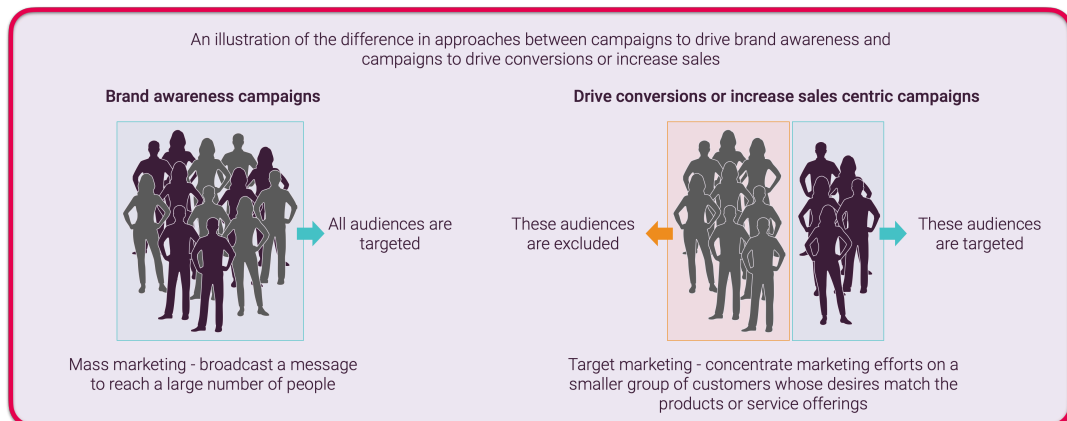 An illustration of the difference in approaches between campaigns to drive brand awareness and
campaigns to drive conversions or increase sales
Brand awareness campaigns
All audiences are
targeted
Mass marketing - broadcast a message
to reach a large number of people
Drive conversions or increase sales centric campaigns
These audiences
are excluded
These audiences
are targeted
Target marketing - concentrate marketing efforts on a
smaller group of customers whose desires match the
products or service offerings